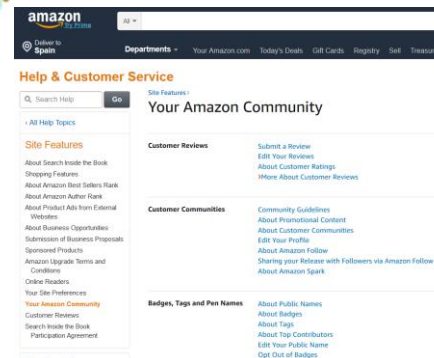 amazon
Try Prime
All
Deliver to
Spain
Departments
Your Amazon.com
Today's Deals
Gift Cards
Registry
Sell
Treasur
Help & Customer Service
Search Help
Go
‹ All Help Topics
Site Features
About Search Inside the Book
Shopping Features
About Amazon Best Sellers Rank
About Amazon Author Rank
About Product Ads from External
Websites
About Business Opportunities
Submission of Business Proposals
Sponsored Products
Amazon Upgrade Terms and
Conditions
Online Readers
Your Site Preferences
Your Amazon Community
Customer Reviews
Search Inside the Book
Participation Agreement
Site Features ›
Your Amazon Community
Customer Reviews
Submit a Review
Edit Your Reviews
About Customer Ratings
›More About Customer Reviews
Customer Communities
Community Guidelines
About Promotional Content
About Customer Communities
Edit Your Profile
About Amazon Follow
Sharing your Release with Followers via Amazon Follow
About Amazon Spark
Badges, Tags and Pen Names
About Public Names
About Badges
About Tags
About Top Contributors
Edit Your Public Name
Opt Out of Badges